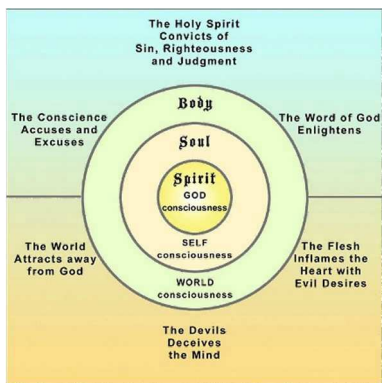 The Holy Spirit
Convicts of
Sin, Righteousness
and Judgment
The Conscience
Accuses and
Excuses
The Word of God
Enlightens
Body
Soul
Spirit
GOD
consciousness
SELF
consciousness
WORLD
consciousness
The World
Attracts away
from God
The Flesh
Inflames the
Heart with
Evil Desires
The Devils
Deceives
the Mind